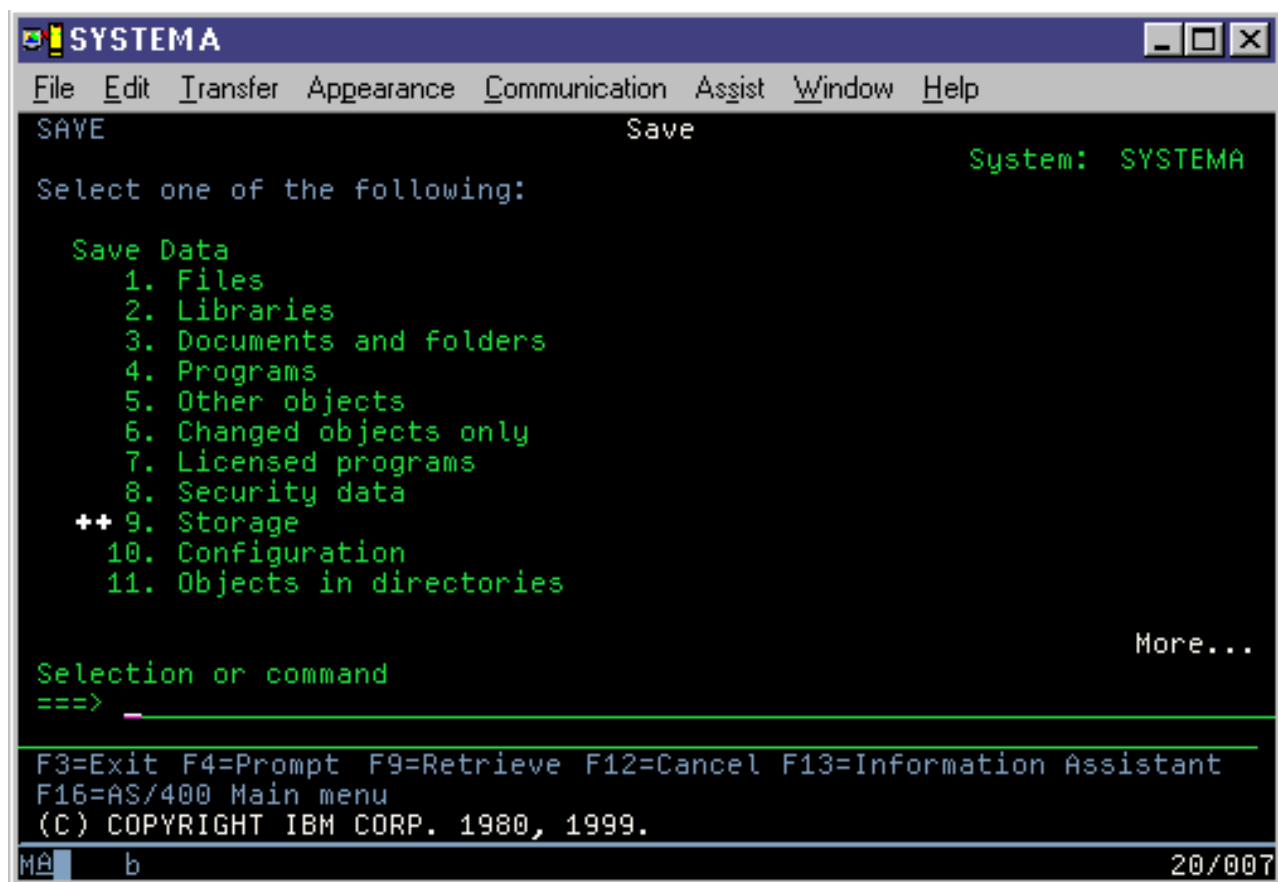 SYSTEMA
File Edit Transfer Appearance Communication Assist Window Help
SAVE Save
System: SYSTEMA
Select one of the following:
Save Data
1. Files
2. Libraries
3. Documents and folders
4. Programs
5. Other objects
6. Changed objects only
7. Licensed programs
8. Security data
++ 9. Storage
10. Configuration
11. Objects in directories
More...
Selection or command
===>
F3=Exit F4=Prompt F9=Retrieve F12=Cancel F13=Information Assistant
F16=AS/400 Main menu
(C) COPYRIGHT IBM CORP. 1980, 1999.
MA b 20/007